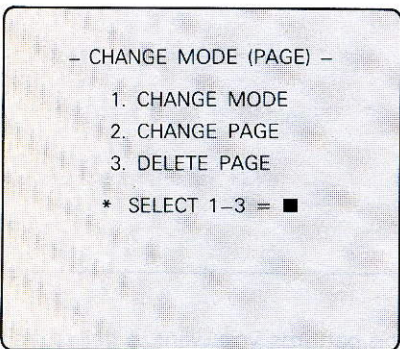 – CHANGE MODE (PAGE) –
1. CHANGE MODE
2. CHANGE PAGE
3. DELETE PAGE
* SELECT 1–3 = ■